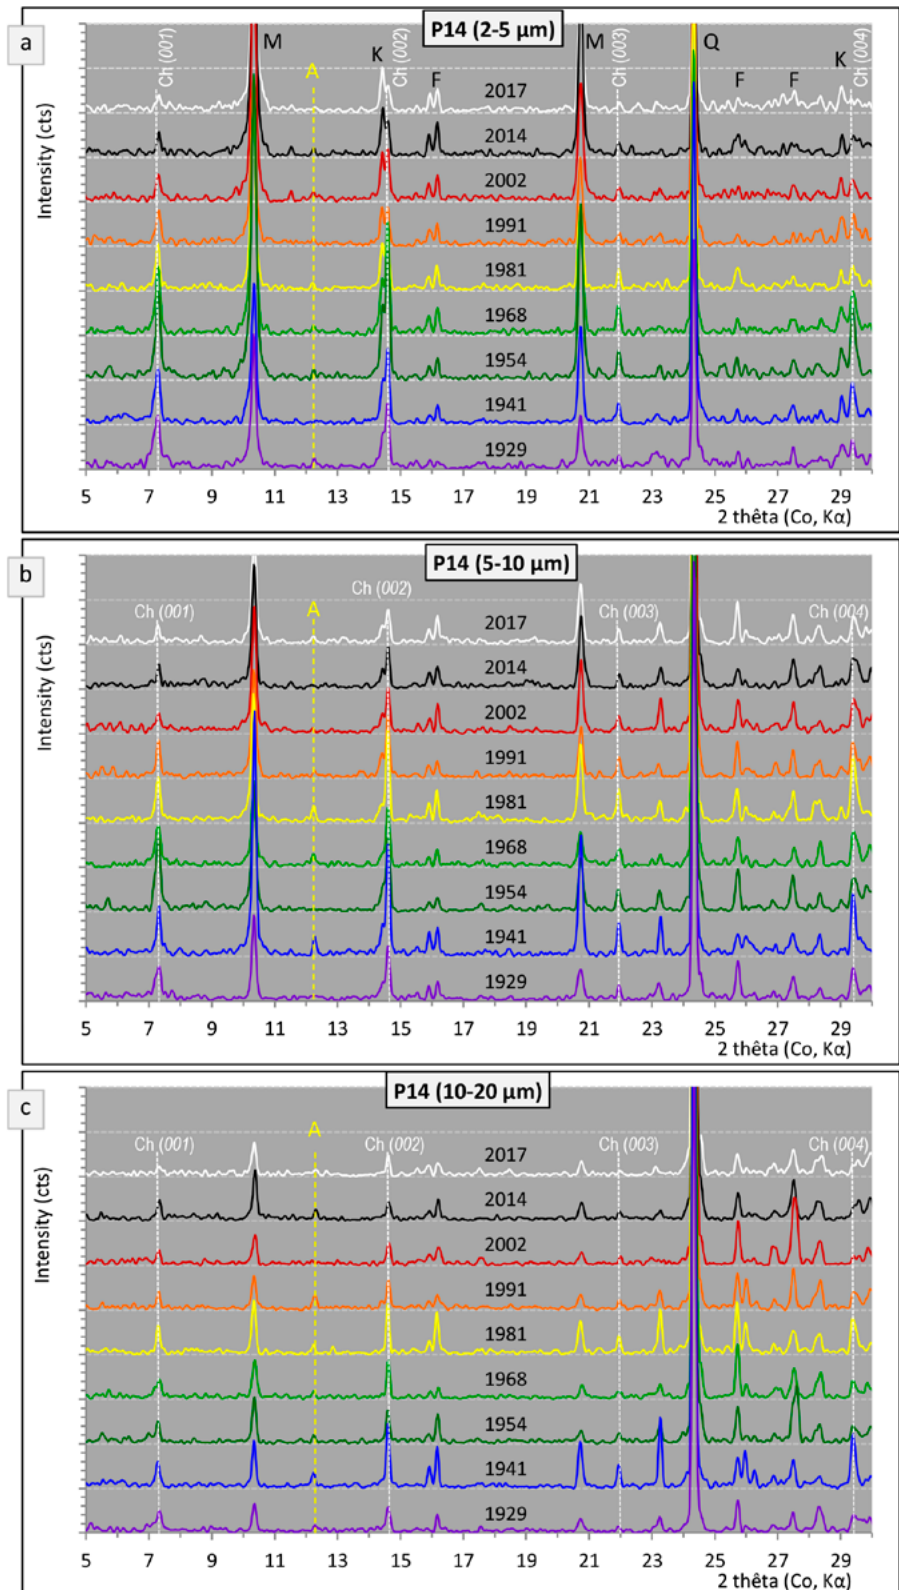 a
P14 (2-5 µm)
Ch (001)
M
A
K
Ch (002)
F
M
Ch (003)
Q
F
F
K
Ch (004)
Intensity (cts)
2017
2014
2002
1991
1981
1968
1954
1941
1929
5 7 9 11 13 15 17 19 21 23 25 27 29
2 thêta (Co, Kα)
b
P14 (5-10 µm)
Ch (001)
A
Ch (002)
Ch (003)
Ch (004)
Intensity (cts)
2017
2014
2002
1991
1981
1968
1954
1941
1929
5 7 9 11 13 15 17 19 21 23 25 27 29
2 thêta (Co, Kα)
c
P14 (10-20 µm)
Ch (001)
A
Ch (002)
Ch (003)
Ch (004)
Intensity (cts)
2017
2014
2002
1991
1981
1968
1954
1941
1929
5 7 9 11 13 15 17 19 21 23 25 27 29
2 thêta (Co, Kα)